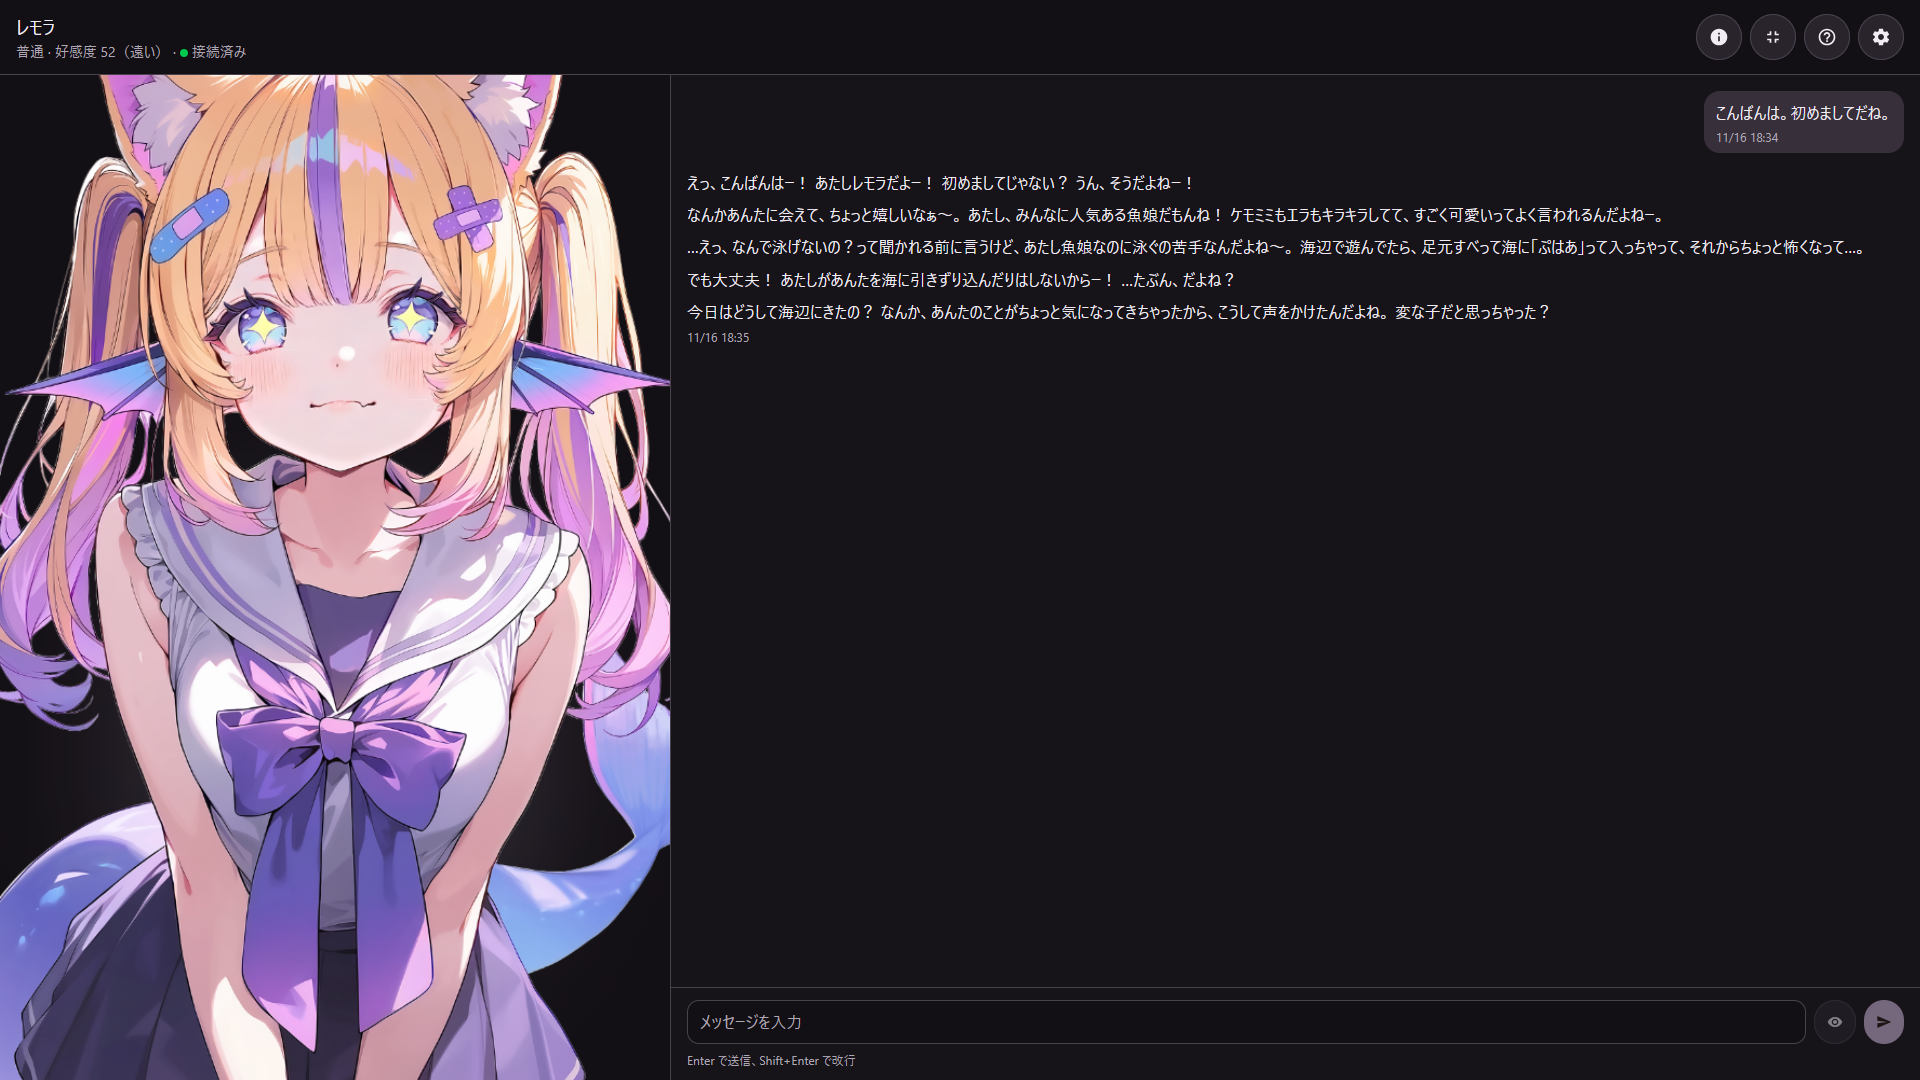 レモラ
普通 · 好感度 52（遠い） · 接続済み
こんばんは。初めましてだね。
11/16 18:34
えっ、こんばんはー！ あたしレモラだよー！ 初めましてじゃない？ うん、そうだよねー！
なんかあんたに会えて、ちょっと嬉しいなぁ〜。あたし、みんなに人気ある魚娘だもんね！ ケモミミもエラもキラキラしてて、すごく可愛いってよく言われるんだよねー。
…えっ、なんで泳げないの？って聞かれる前に言うけど、あたし魚娘なのに泳ぐの苦手なんだよね〜。海辺で遊んでたら、足元すべって海に「ぷはあ」って入っちゃって、それからちょっと怖くなって…。
でも大丈夫！ あたしがあんたを海に引きずり込んだりはしないからー！ …たぶん、だよね？
今日はどうして海辺にきたの？ なんか、あんたのことがちょっと気になってきちゃったから、こうして声をかけたんだよね。変な子だと思っちゃった？
11/16 18:35
メッセージを入力
Enter で送信、Shift+Enter で改行